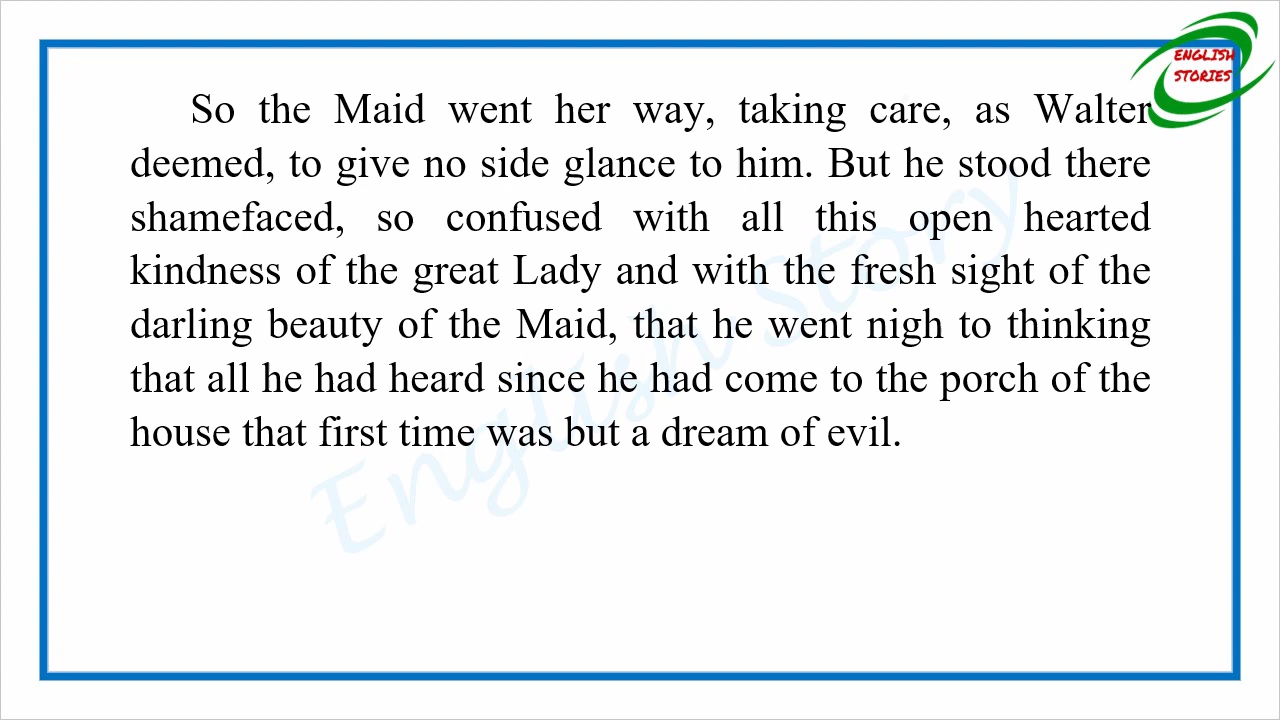 ENGLISH
STORIES
So the Maid went her way, taking care, as Walter
deemed, to give no side glance to him. But he stood there
shamefaced, so confused with all this open hearted
kindness of the great Lady and with the fresh sight of the
darling beauty of the Maid, that he went nigh to thinking
that all he had heard since he had come to the porch of the
house that first time was but a dream of evil.
English Story